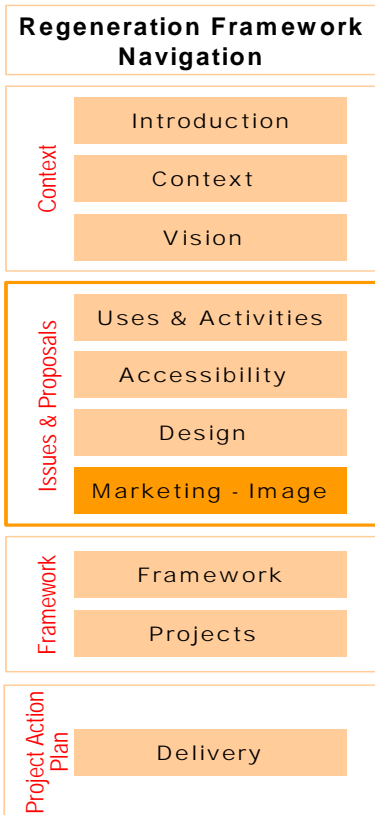 Regeneration Framework
Navigation
Context
Introduction
Context
Vision
Issues & Proposals
Uses & Activities
Accessibility
Design
Marketing - Image
Framework
Framework
Projects
Project Action
Plan
Delivery